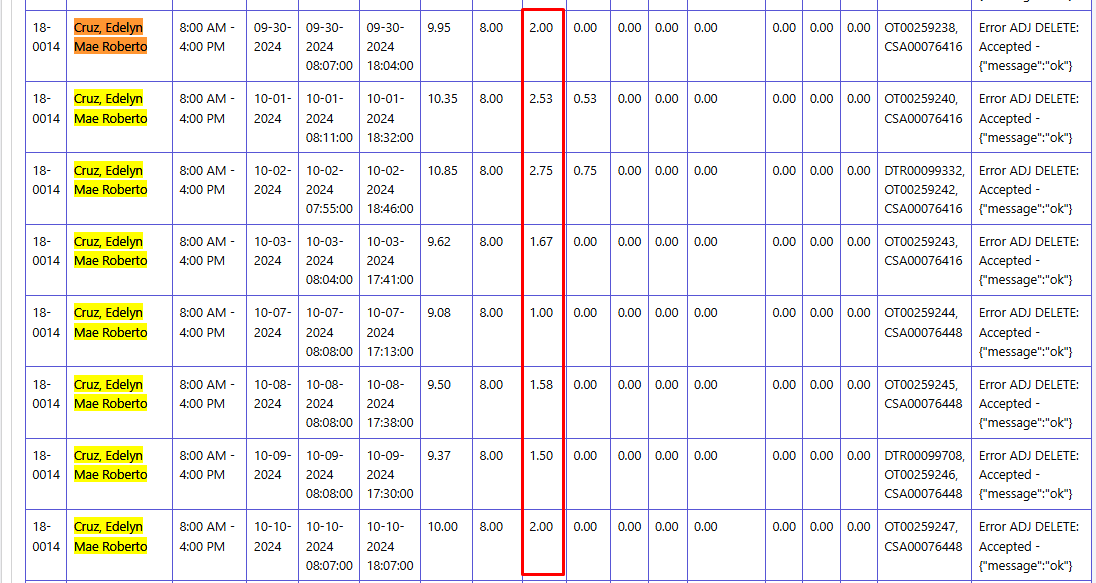 18- Cruz, Edelyn 8:00 AM - 09-30- 09-30- 09-30- 9.95 8.00 2.00 0.00 0.00 0.00 0.00 0.00 0.00 0.00 OT00259238, Error ADJ DELETE:
0014 Mae Roberto 4:00 PM 2024 2024 2024 CSA00076416 Accepted -
08:07:00 18:04:00 {"message":"ok"}
18- Cruz, Edelyn 8:00 AM - 10-01- 10-01- 10-01- 10.35 8.00 2.53 0.53 0.00 0.00 0.00 0.00 0.00 0.00 OT00259240, Error ADJ DELETE:
0014 Mae Roberto 4:00 PM 2024 2024 2024 CSA00076416 Accepted -
08:11:00 18:32:00 {"message":"ok"}
18- Cruz, Edelyn 8:00 AM - 10-02- 10-02- 10-02- 10.85 8.00 2.75 0.75 0.00 0.00 0.00 0.00 0.00 0.00 DTR00099332, Error ADJ DELETE:
0014 Mae Roberto 4:00 PM 2024 2024 2024 OT00259242, Accepted -
07:55:00 18:46:00 CSA00076416 {"message":"ok"}
18- Cruz, Edelyn 8:00 AM - 10-03- 10-03- 10-03- 9.62 8.00 1.67 0.00 0.00 0.00 0.00 0.00 0.00 0.00 OT00259243, Error ADJ DELETE:
0014 Mae Roberto 4:00 PM 2024 2024 2024 CSA00076416 Accepted -
08:04:00 17:41:00 {"message":"ok"}
18- Cruz, Edelyn 8:00 AM - 10-07- 10-07- 10-07- 9.08 8.00 1.00 0.00 0.00 0.00 0.00 0.00 0.00 0.00 OT00259244, Error ADJ DELETE:
0014 Mae Roberto 4:00 PM 2024 2024 2024 CSA00076448 Accepted -
08:08:00 17:13:00 {"message":"ok"}
18- Cruz, Edelyn 8:00 AM - 10-08- 10-08- 10-08- 9.50 8.00 1.58 0.00 0.00 0.00 0.00 0.00 0.00 0.00 OT00259245, Error ADJ DELETE:
0014 Mae Roberto 4:00 PM 2024 2024 2024 CSA00076448 Accepted -
08:08:00 17:38:00 {"message":"ok"}
18- Cruz, Edelyn 8:00 AM - 10-09- 10-09- 10-09- 9.37 8.00 1.50 0.00 0.00 0.00 0.00 0.00 0.00 0.00 DTR00099708, Error ADJ DELETE:
0014 Mae Roberto 4:00 PM 2024 2024 2024 OT00259246, Accepted -
08:08:00 17:30:00 CSA00076448 {"message":"ok"}
18- Cruz, Edelyn 8:00 AM - 10-10- 10-10- 10-10- 10.00 8.00 2.00 0.00 0.00 0.00 0.00 0.00 0.00 0.00 OT00259247, Error ADJ DELETE:
0014 Mae Roberto 4:00 PM 2024 2024 2024 CSA00076448 Accepted -
08:07:00 18:07:00 {"message":"ok"}